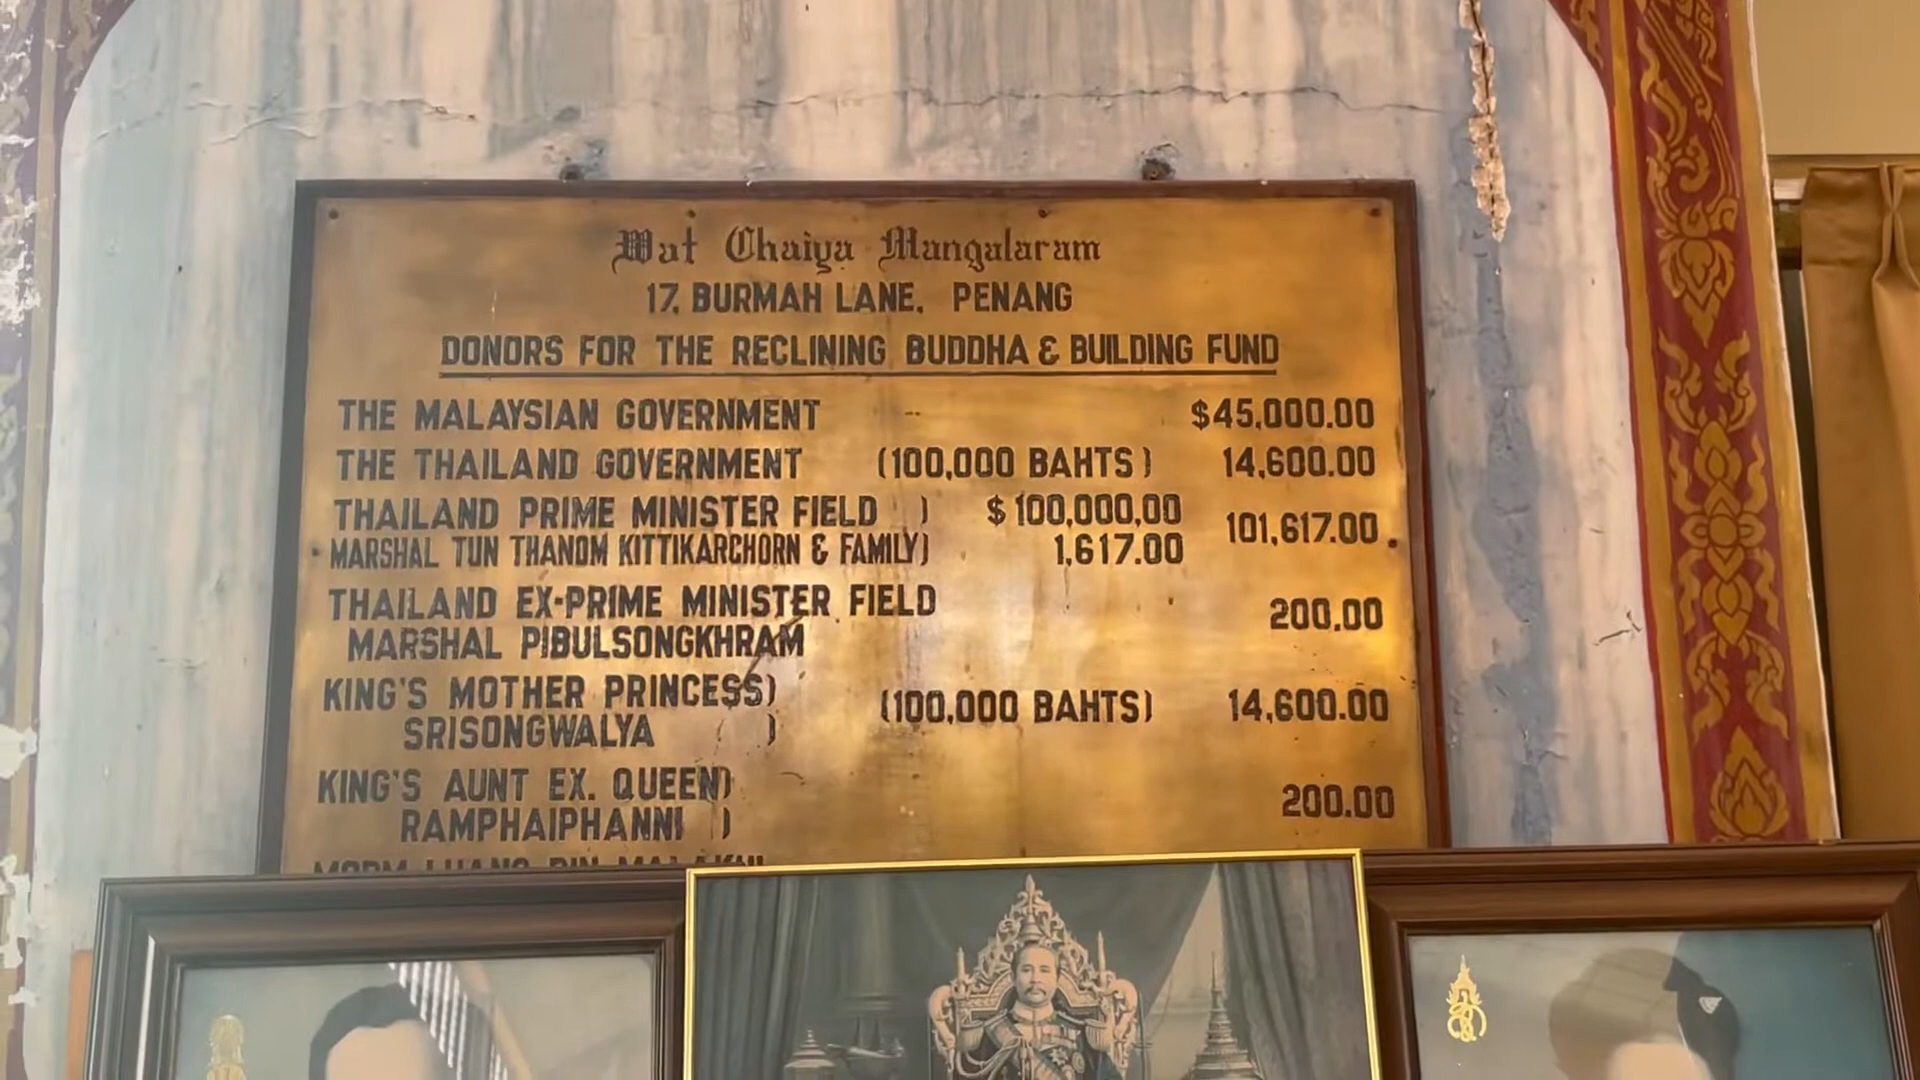 Wat Chaiya Mangalaram
17, BURMAH LANE, PENANG
DONORS FOR THE RECLINING BUDDHA & BUILDING FUND
THE MALAYSIAN GOVERNMENT -- $45,000.00
THE THAILAND GOVERNMENT (100,000 BAHTS) 14,600.00
THAILAND PRIME MINISTER FIELD ) $100,000,00 101,617.00
MARSHAL TUN THANOM KITTIKARCHORN & FAMILY) 1,617.00
THAILAND EX-PRIME MINISTER FIELD 200.00
MARSHAL PIBULSONGKHRAM
KING'S MOTHER PRINCESS) (100,000 BAHTS) 14,600.00
SRISONGWALYA )
KING'S AUNT EX. QUEEN) 200.00
RAMPHAIPHANNI )